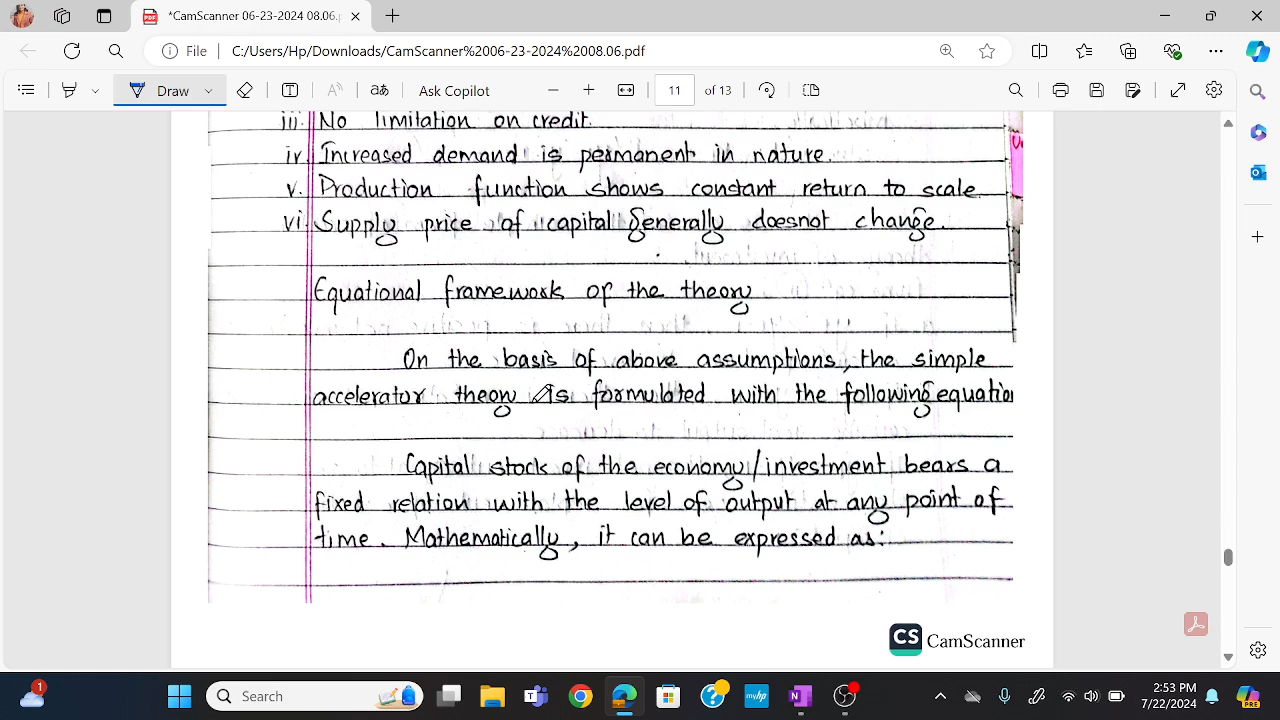 *CamScanner 06-23-2024 08.06.p
File
C:/Users/Hp/Downloads/CamScanner%2006-23-2024%2008.06.pdf
Draw
Ask Copilot
11
of 13
iii. No limitation on credit.
iv. Increased demand is permanent in nature.
v. Production function shows constant return to scale
vi. Supply price of capital generally doesnot change.
Equational framework of the theory
On the basis of above assumptions, the simple
accelerator theory is formulated with the following equation
Capital stock of the economy/investment bears a
fixed relation with the level of output at any point of
time. Mathematically, it can be expressed as:
CS CamScanner
1
Search
myhp
2:53 PM
7/22/2024